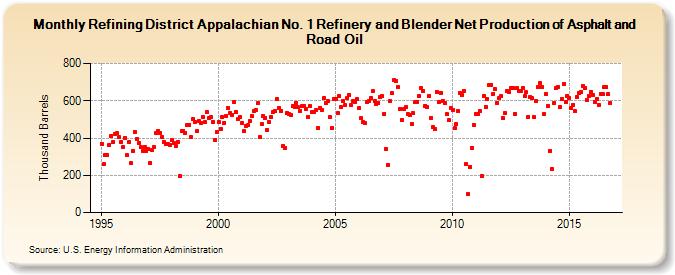 Monthly Refining District Appalachian No. 1 Refinery and Blender Net Production of Asphalt and
Road Oil
Thousand Barrels
800
600
400
200
0
1995
2000
2005
2010
2015
Source: U.S. Energy Information Administration